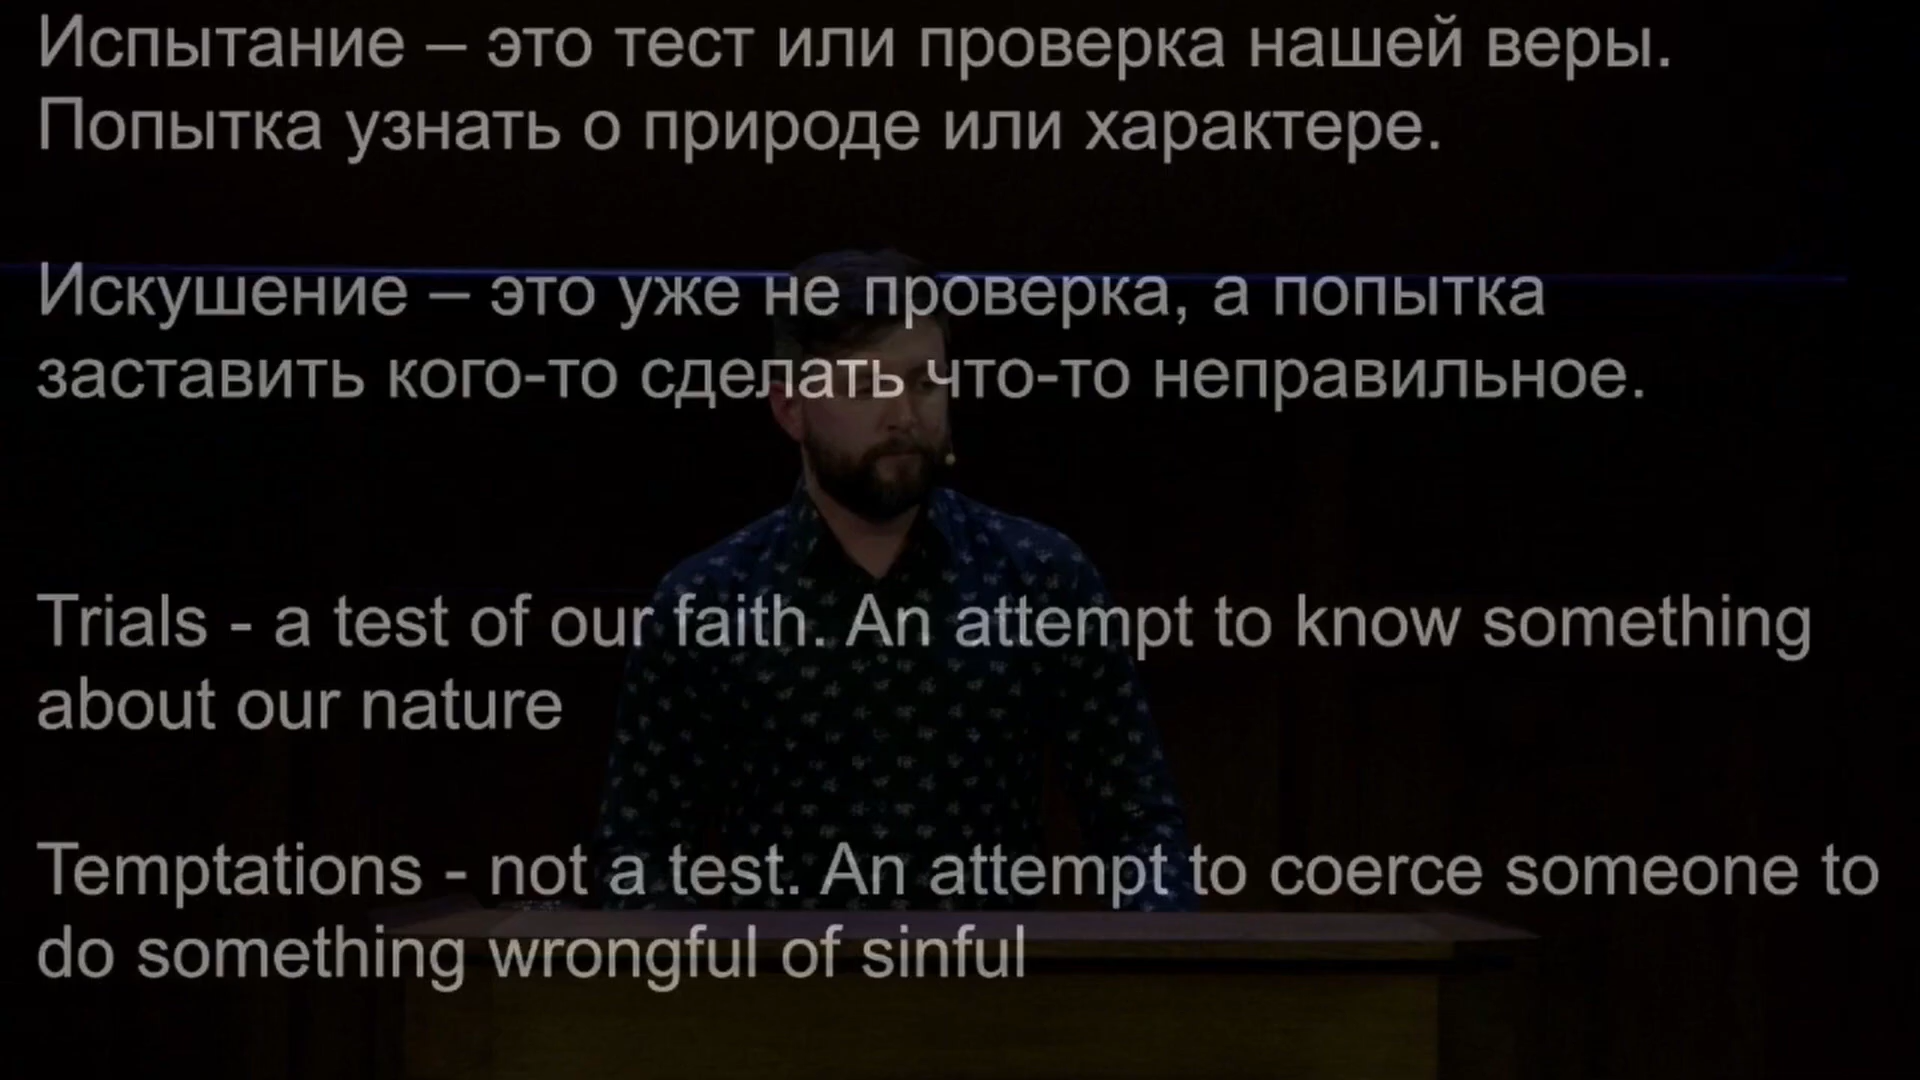 Испытание – это тест или проверка нашей веры.
Попытка узнать о природе или характере.
Искушение – это уже не проверка, а попытка
заставить кого-то сделать что-то неправильное.
Trials - a test of our faith. An attempt to know something
about our nature
Temptations - not a test. An attempt to coerce someone to
do something wrongful of sinful